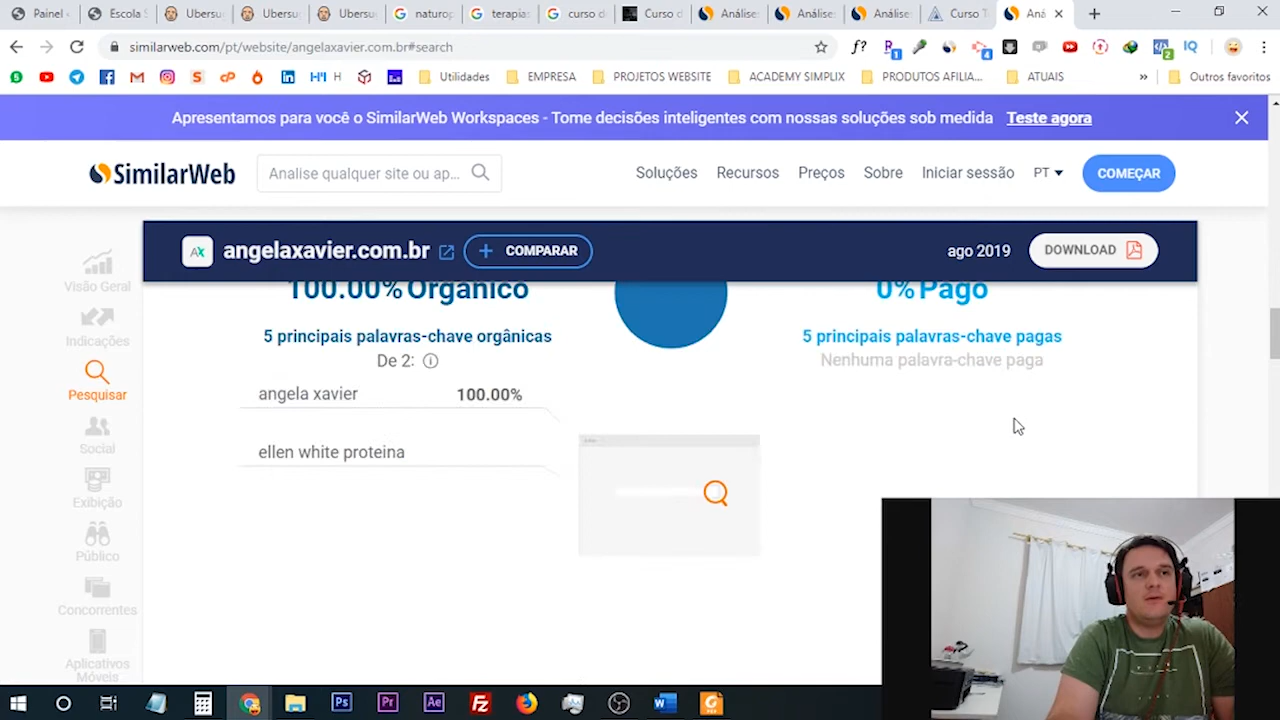 Painel
Escola S
Ubersu
Ubersu
Ubersu
naturop
terapias
curso d
Curso d
Análise
Análise
Análise
Curso T
Aná
similarweb.com/pt/website/angelaxavier.com.br#search
Utilidades
EMPRESA
PROJETOS WEBSITE
ACADEMY SIMPLIX
PRODUTOS AFILIA...
ATUAIS
»
Outros favoritos
Apresentamos para você o SimilarWeb Workspaces - Tome decisões inteligentes com nossas soluções sob medida Teste agora
SimilarWeb
Analise qualquer site ou ap...
Soluções
Recursos
Preços
Sobre
Iniciar sessão
PT
COMEÇAR
angelaxavier.com.br
+ COMPARAR
ago 2019
DOWNLOAD
Visão Geral
Indicações
Pesquisar
Social
Exibição
Público
Concorrentes
Aplicativos
Móveis
100.00% Orgânico
5 principais palavras-chave orgânicas
De 2:
angela xavier 100.00%
ellen white proteina
0% Pago
5 principais palavras-chave pagas
Nenhuma palavra-chave paga
Ps
Pr
Ae